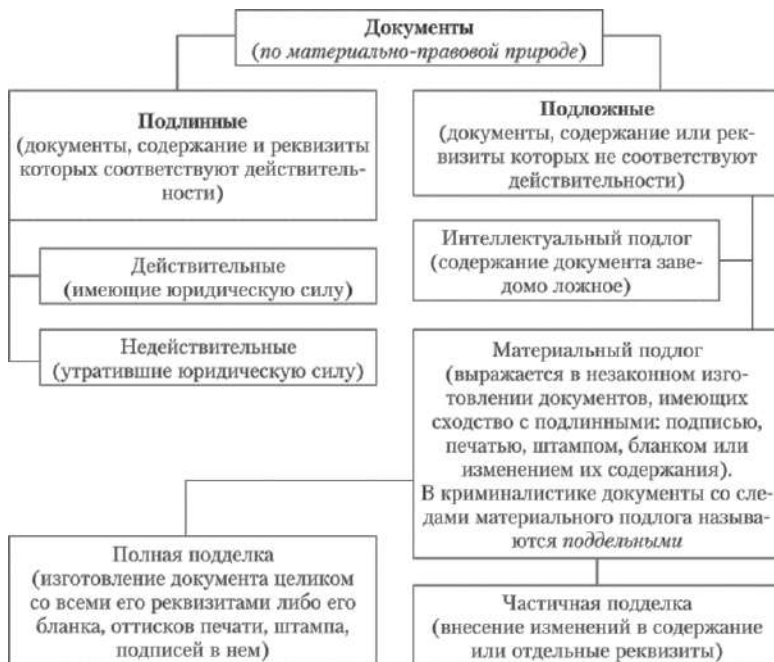 Документы
(по материально-правовой природе)
Подлинные
(документы, содержание и реквизиты
которых соответствуют действитель-
ности)
Подложные
(документы, содержание или рек-
визиты которых не соответствуют
действительности)
Действительные
(имеющие юридическую силу)
Интеллектуальный подлог
(содержание документа заве-
домо ложное)
Недействительные
(утратившие юридическую силу)
Материальный подлог
(выражается в незаконном изго-
товлении документов, имеющих
сходство с подлинными: подписью,
печатью, штампом, бланком или
изменением их содержания).
В криминалистике документы со сле-
дами материального подлога называ-
ются поддельными
Полная подделка
(изготовление документа целиком
со всеми его реквизитами либо его
бланка, оттисков печати, штампа,
подписей в нем)
Частичная подделка
(внесение изменений в содержание
или отдельные реквизиты)